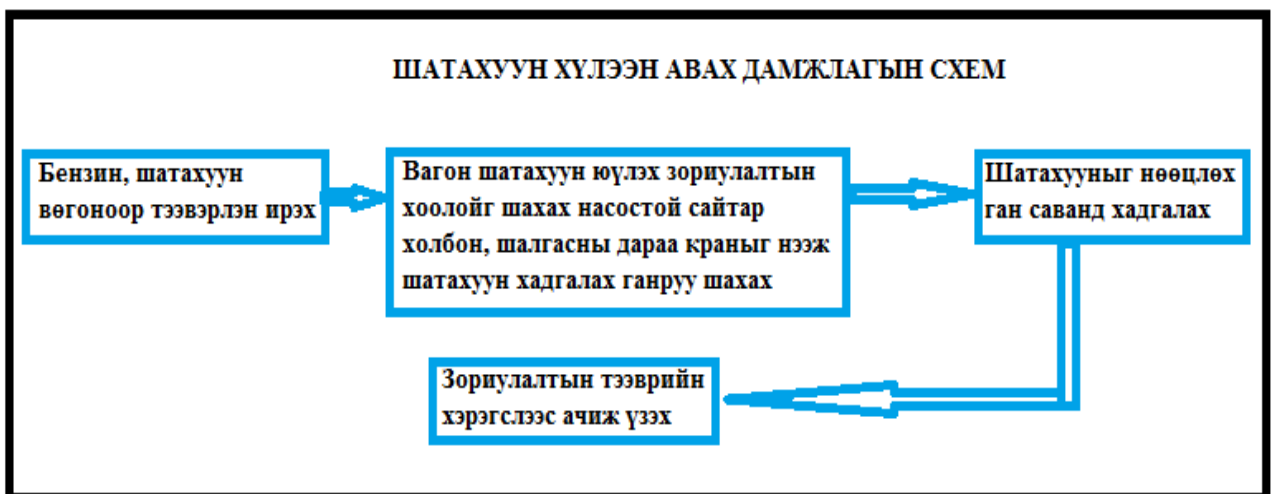 ШАТАХУУН ХҮЛЭЭН АВАХ ДАМЖЛАГЫН СХЕМ
Бензин, шатахуун
вөгоноор тээвэрлэн ирэх
Вагон шатахуун юүлэх зориулалтын
хоолойг шахах насостой сайтар
холбон, шалгасны дараа краныг нээж
шатахуун хадгалах ганруу шахах
Шатахууныг нөөцлөх
ган саванд хадгалах
Зориулалтын тээврийн
хэрэгслээс ачиж үзэх